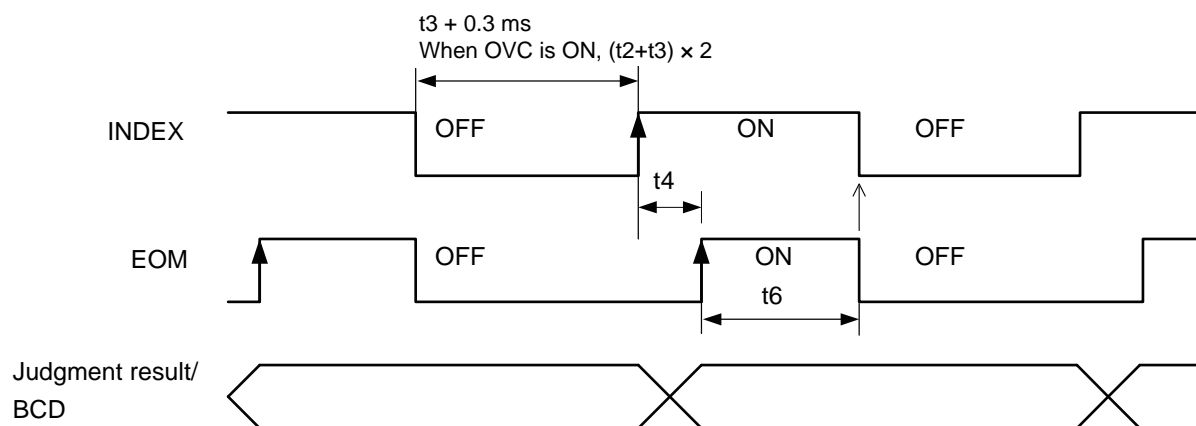 t3 + 0.3 ms
When OVC is ON, (t2+t3) × 2
INDEX
OFF
ON
OFF
t4
EOM
OFF
ON
OFF
t6
Judgment result/
BCD